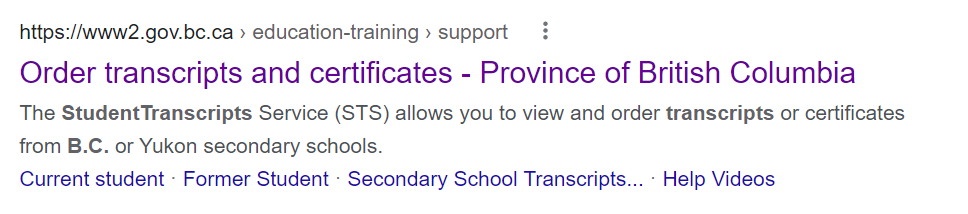 https://www2.gov.bc.ca › education-training › support
Order transcripts and certificates - Province of British Columbia
The StudentTranscripts Service (STS) allows you to view and order transcripts or certificates
from B.C. or Yukon secondary schools.
Current student · Former Student · Secondary School Transcripts... · Help Videos